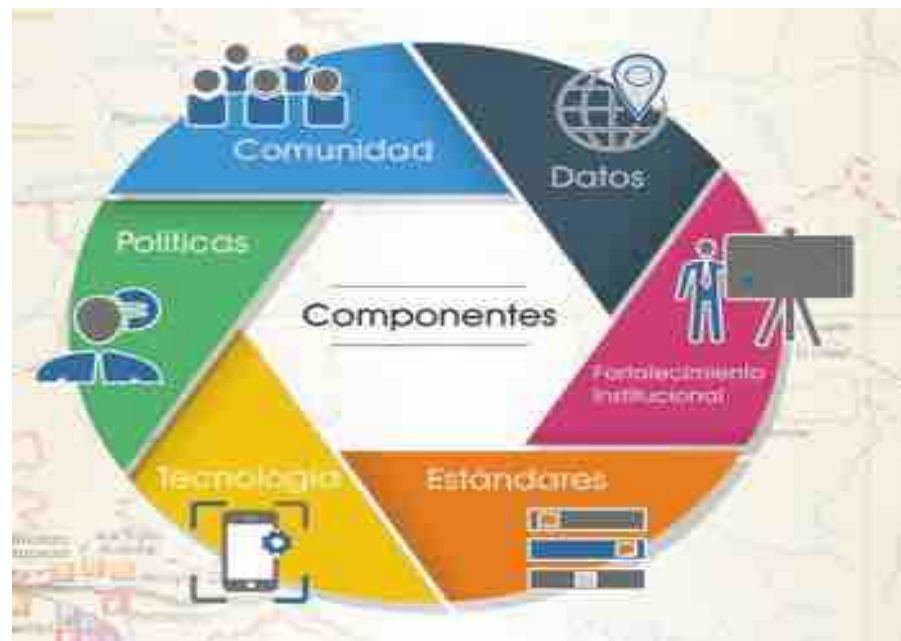 Comunidad
Datos
Políticas
Componentes
Fortalecimiento
Institucional
Tecnología
Estándares